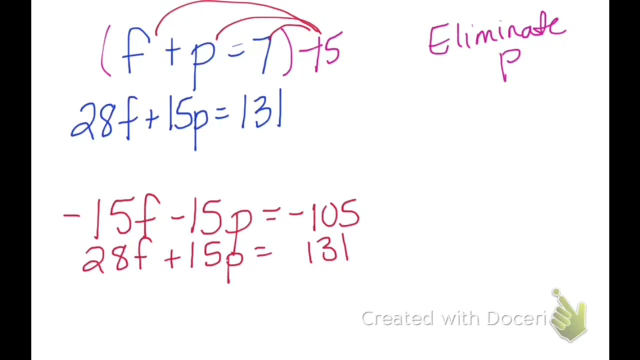 (f + p = 7) -15
Eliminate
p
28f + 15p = 131
-15f - 15p = -105
28f + 15p = 131
Created with Doceri